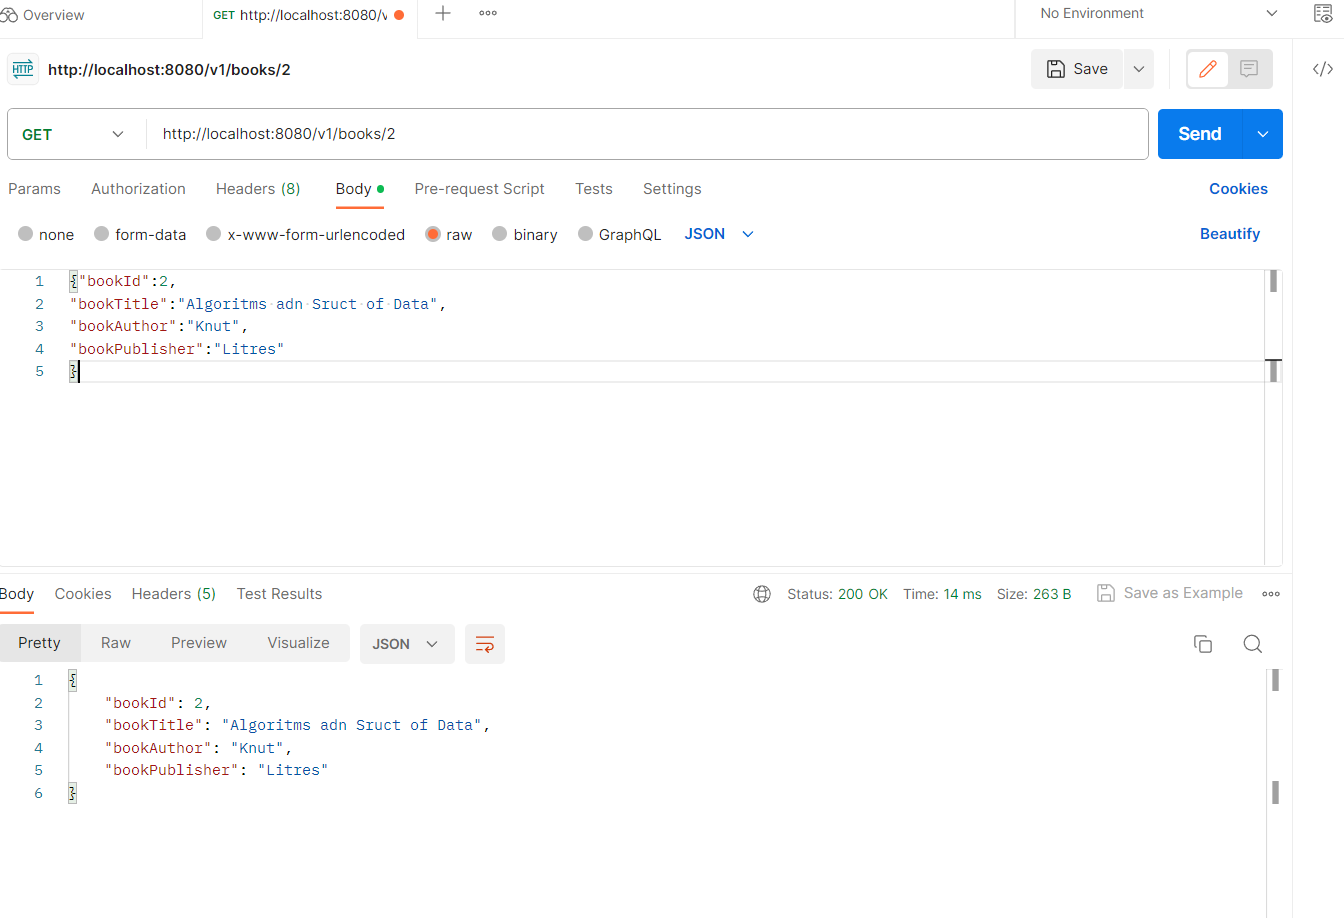 Overview GET http://localhost:8080/v No Environment
HTTP http://localhost:8080/v1/books/2 Save
GET http://localhost:8080/v1/books/2 Send
Params Authorization Headers (8) Body Pre-request Script Tests Settings Cookies
none form-data x-www-form-urlencoded raw binary GraphQL JSON Beautify
1 {"bookId":2,
2 "bookTitle":"Algoritms adn Sruct of Data",
3 "bookAuthor":"Knut",
4 "bookPublisher":"Litres"
5 }
Body Cookies Headers (5) Test Results Status: 200 OK Time: 14 ms Size: 263 B Save as Example
Pretty Raw Preview Visualize JSON
1 {
2 "bookId": 2,
3 "bookTitle": "Algoritms adn Sruct of Data",
4 "bookAuthor": "Knut",
5 "bookPublisher": "Litres"
6 }